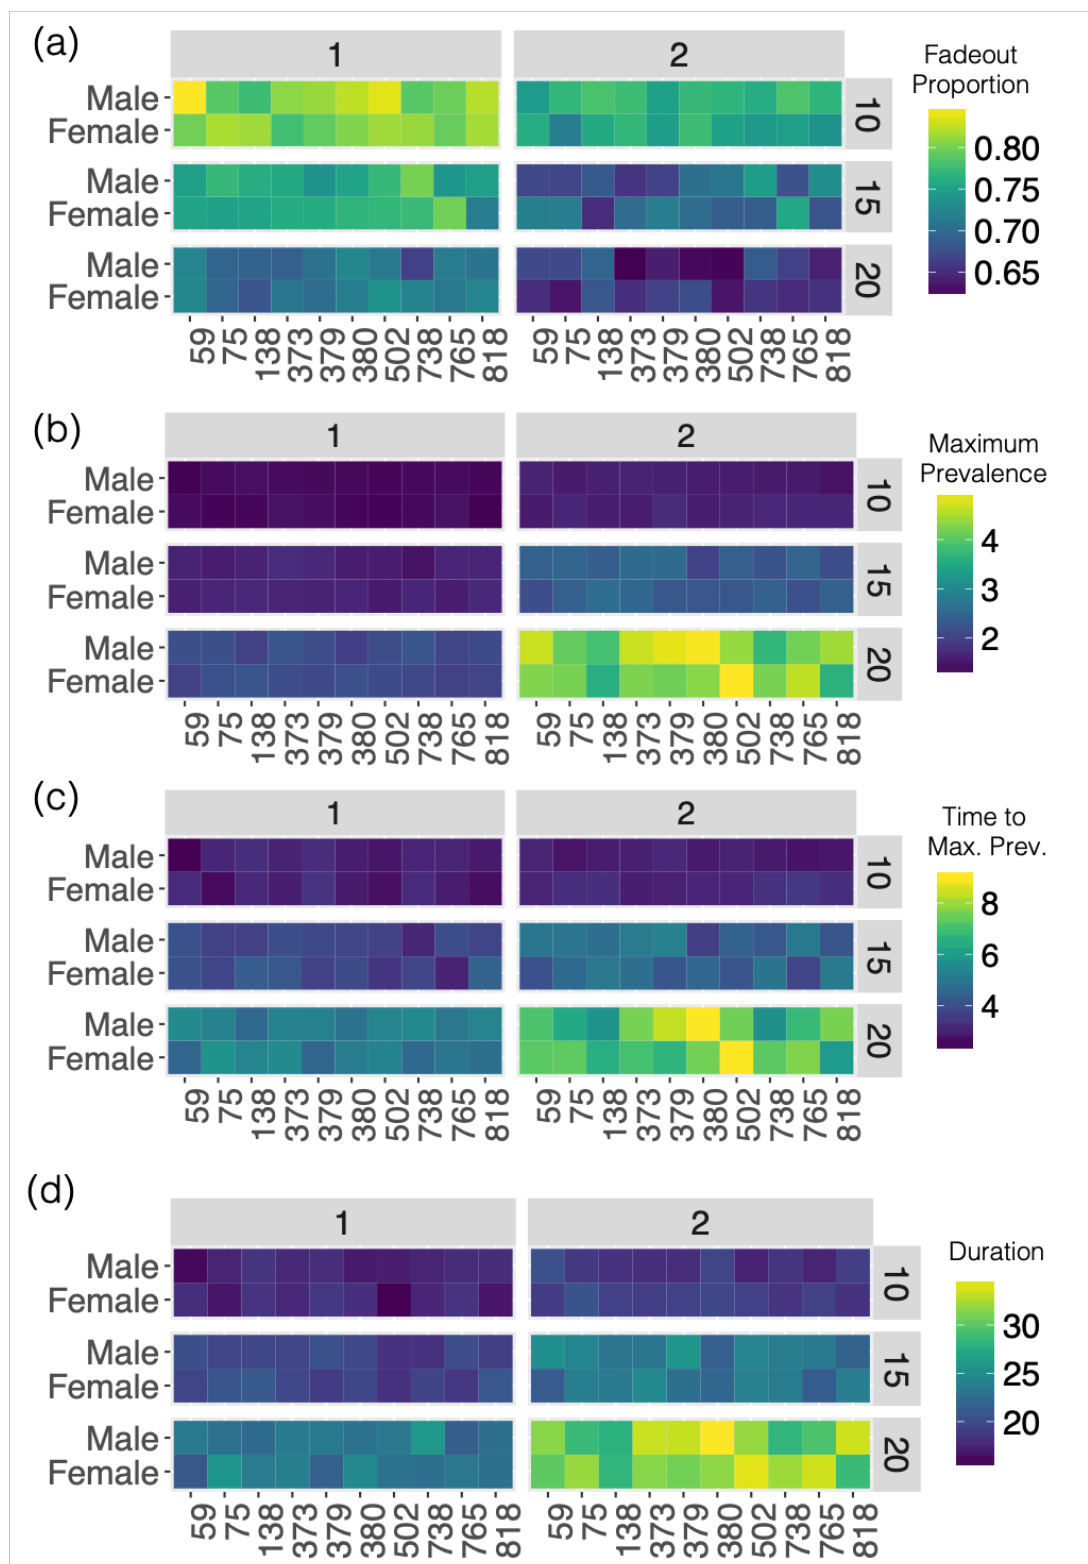 (a)
1 2
Fadeout
Proportion
Male
Female
10
Male
Female
15
Male
Female
20
0.80
0.75
0.70
0.65
59 75 138 373 379 380 502 738 765 818 59 75 138 373 379 380 502 738 765 818
(b)
1 2
Maximum
Prevalence
Male
Female
10
Male
Female
15
Male
Female
20
4
3
2
59 75 138 373 379 380 502 738 765 818 59 75 138 373 379 380 502 738 765 818
(c)
1 2
Time to
Max. Prev.
Male
Female
10
Male
Female
15
Male
Female
20
8
6
4
59 75 138 373 379 380 502 738 765 818 59 75 138 373 379 380 502 738 765 818
(d)
1 2
Duration
Male
Female
10
Male
Female
15
Male
Female
20
30
25
20
59 75 138 373 379 380 502 738 765 818 59 75 138 373 379 380 502 738 765 818